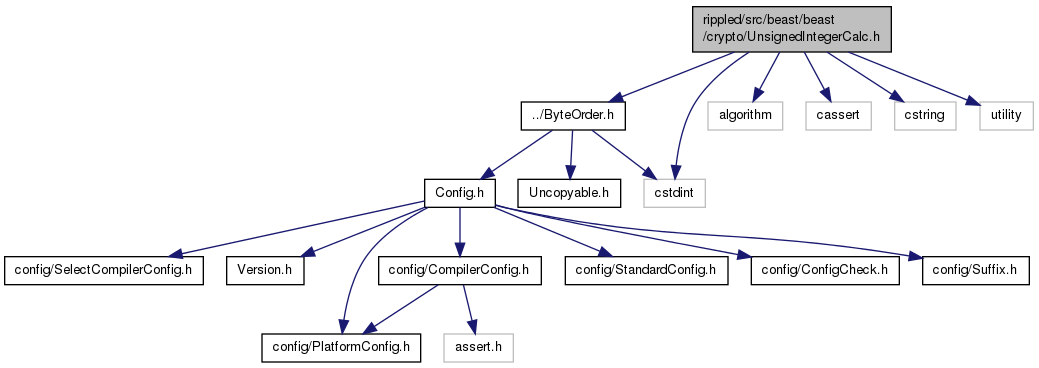 rippled/src/beast/beast
/crypto/UnsignedIntegerCalc.h
../ByteOrder.h
algorithm
cassert
cstring
utility
Config.h
Uncopyable.h
cstdint
config/SelectCompilerConfig.h
Version.h
config/CompilerConfig.h
config/StandardConfig.h
config/ConfigCheck.h
config/Suffix.h
config/PlatformConfig.h
assert.h